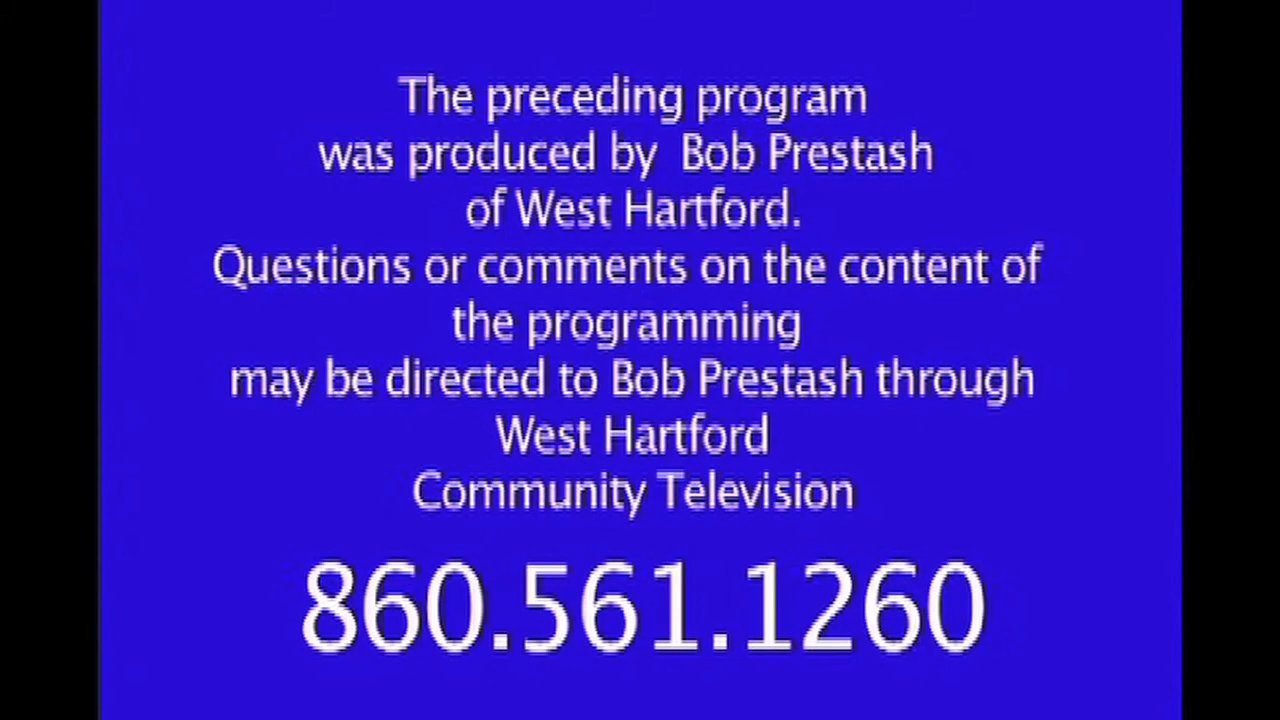 The preceding program
was produced by  Bob Prestash
of West Hartford.
Questions or comments on the content of
the programming
may be directed to Bob Prestash through
West Hartford
Community Television
860.561.1260